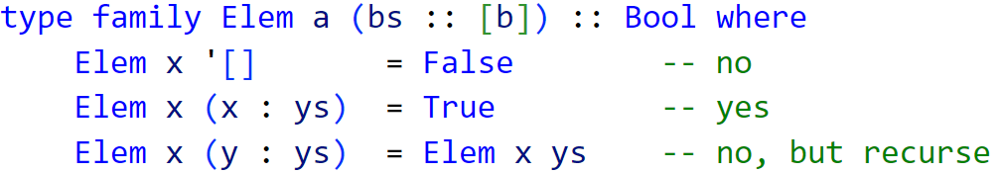 type family Elem a (bs :: [b]) :: Bool where
    Elem x '[]       = False        -- no
    Elem x (x : ys)  = True         -- yes
    Elem x (y : ys)  = Elem x ys    -- no, but recurse